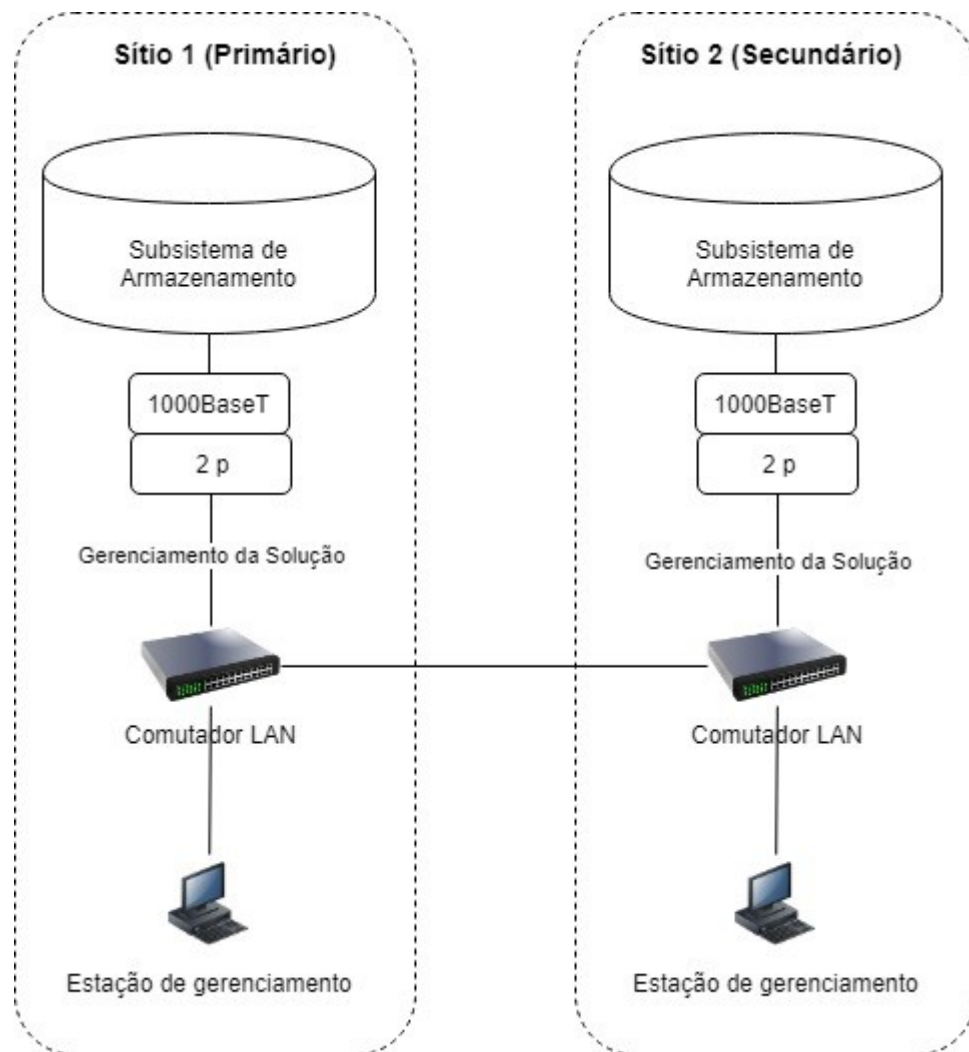 Sítio 1 (Primário)
Subsistema de
Armazenamento
1000BaseT
2 p
Gerenciamento da Solução
Comutador LAN
Estação de gerenciamento
Sítio 2 (Secundário)
Subsistema de
Armazenamento
1000BaseT
2 p
Gerenciamento da Solução
Comutador LAN
Estação de gerenciamento